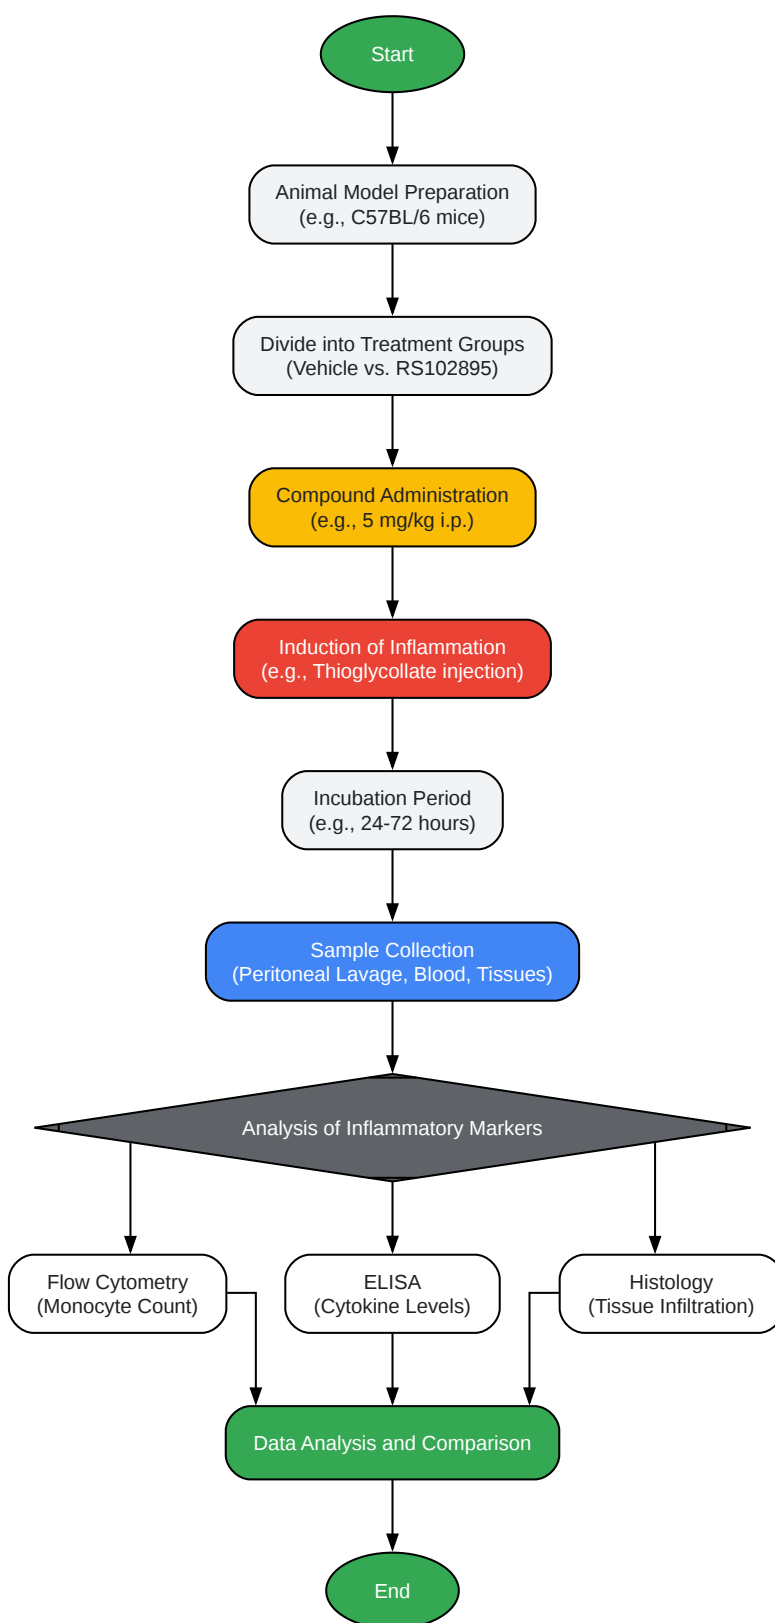 Start
Animal Model Preparation
(e.g., C57BL/6 mice)
Divide into Treatment Groups
(Vehicle vs. RS102895)
Compound Administration
(e.g., 5 mg/kg i.p.)
Induction of Inflammation
(e.g., Thioglycollate injection)
Incubation Period
(e.g., 24-72 hours)
Sample Collection
(Peritoneal Lavage, Blood, Tissues)
Analysis of Inflammatory Markers
Flow Cytometry
(Monocyte Count)
ELISA
(Cytokine Levels)
Histology
(Tissue Infiltration)
Data Analysis and Comparison
End